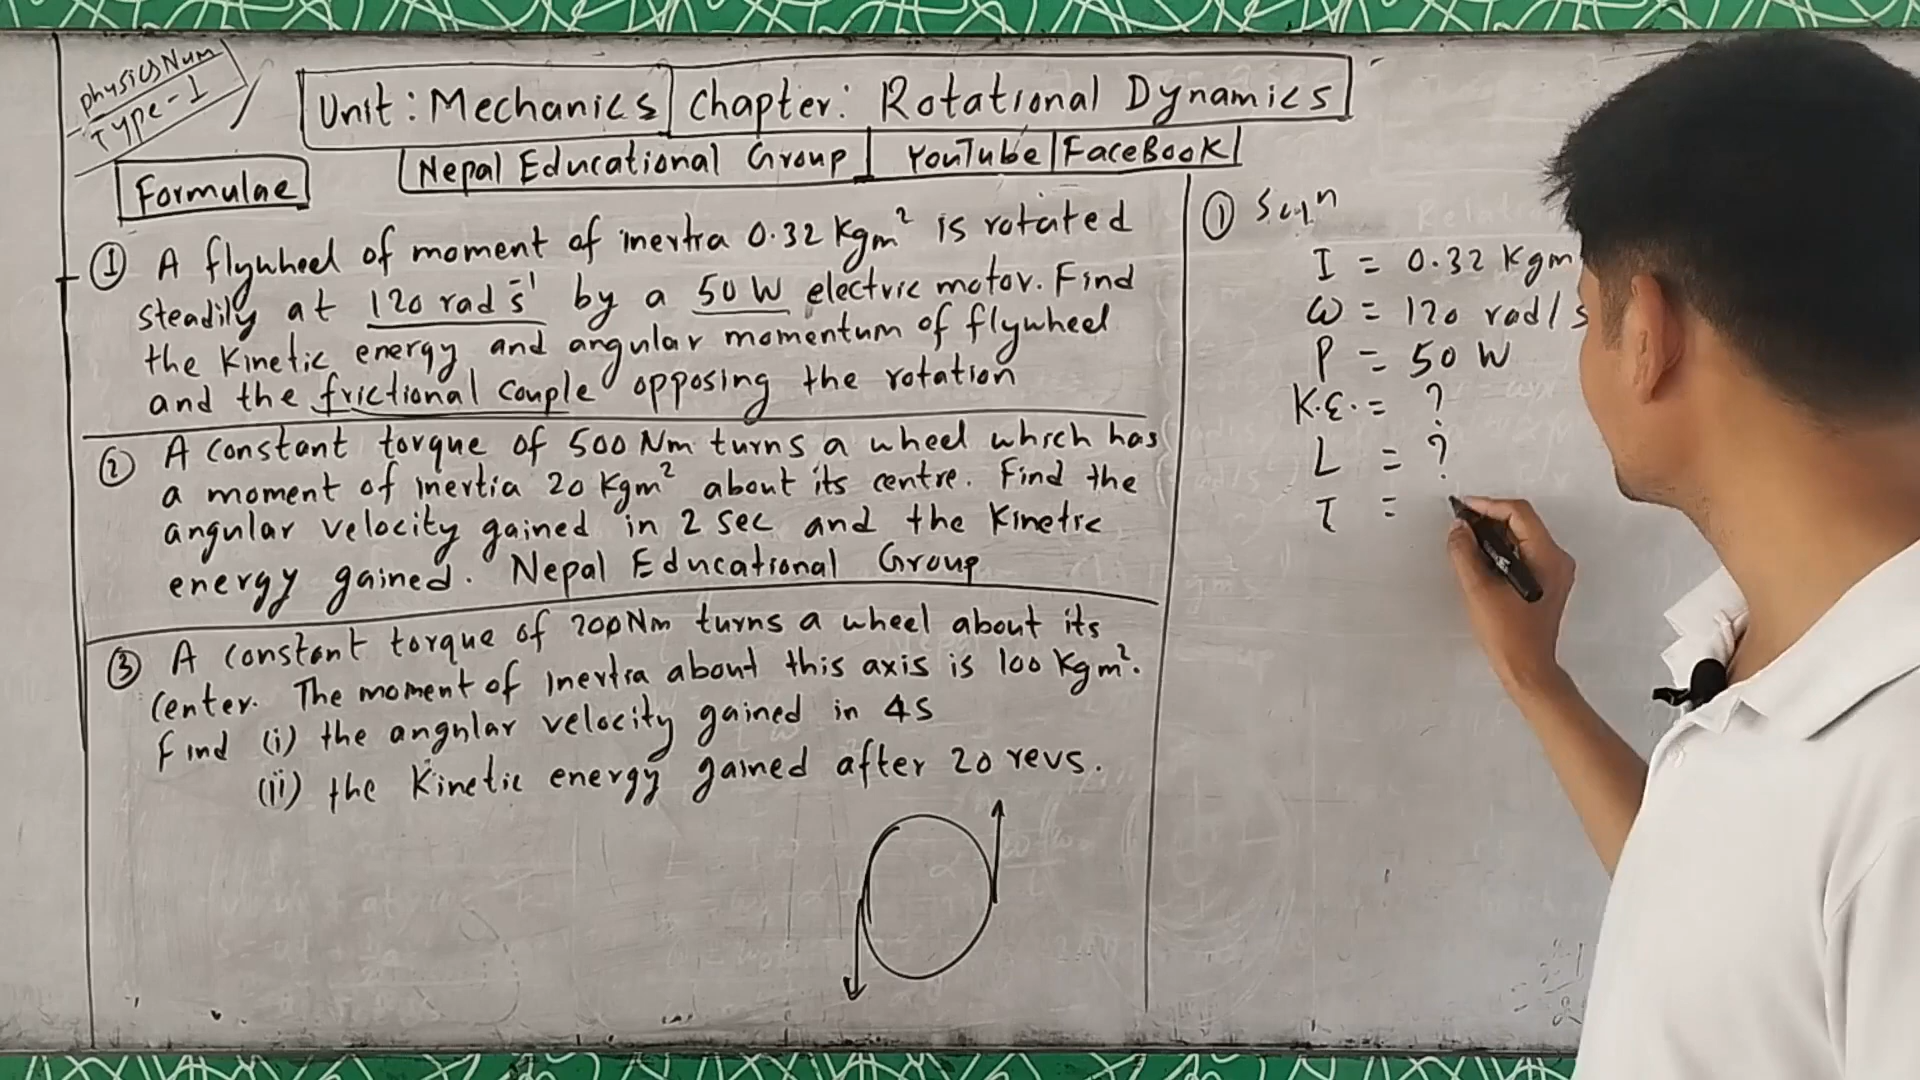 physics Num
Type-I
Unit: Mechanics Chapter: Rotational Dynamics
Nepal Educational Group YouTube FaceBook
Formulae
① A flywheel of moment of inertia 0.32 Kgm² is rotated
steadily at 120 rad s⁻¹ by a 50 W electric motor. Find
the Kinetic energy and angular momentum of flywheel
and the frictional couple opposing the rotation
② A constant torque of 500 Nm turns a wheel which has
a moment of inertia 20 Kgm² about its centre. Find the
angular velocity gained in 2 sec and the Kinetic
energy gained. Nepal Educational Group
③ A constant torque of 200Nm turns a wheel about its
center. The moment of inertia about this axis is 100 Kgm².
Find (i) the angular velocity gained in 4s
(ii) the Kinetic energy gained after 20 revs.
① Soln
I = 0.32 Kgm
ω = 120 rad/s
P = 50 W
K.E. = ?
L = ?
τ =